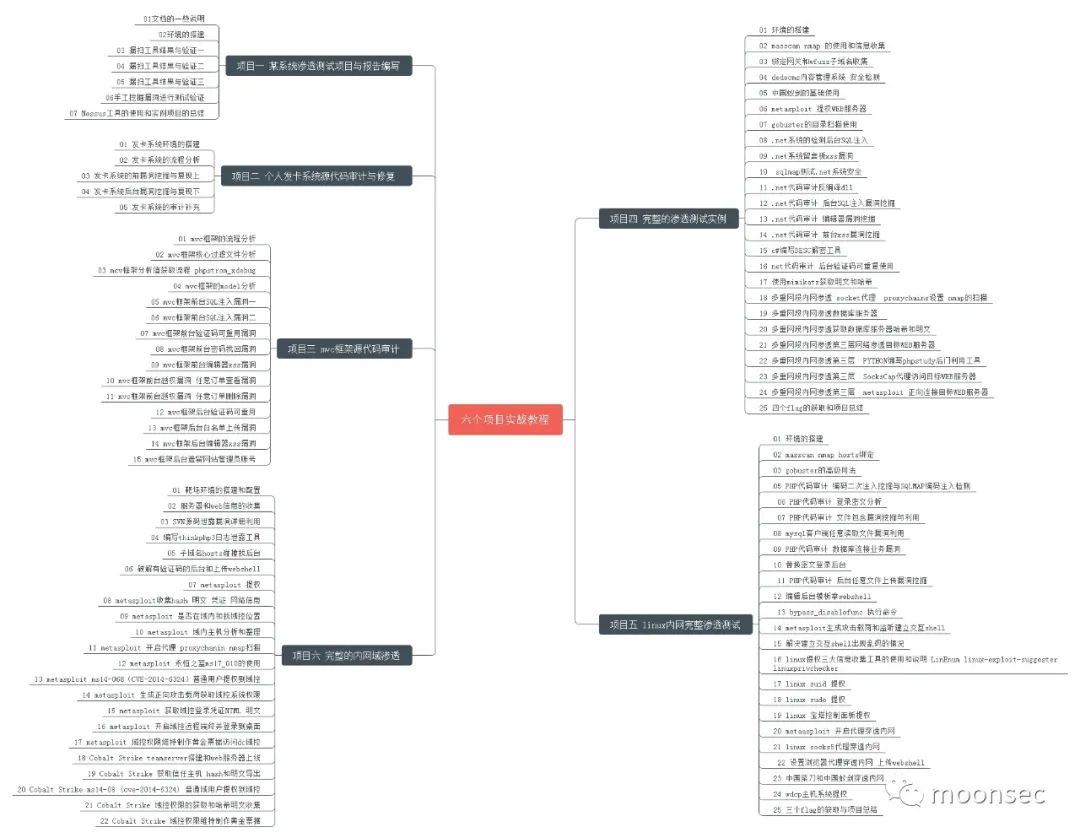 六个项目实战教程
项目一 某系统渗透测试项目与报告编写
01文档的一些说明
02环境的搭建
03 漏扫工具结果与验证一
04 漏扫工具结果与验证二
05 漏扫工具结果与验证三
06手工挖掘漏洞进行测试验证
07 Nessus工具的使用和实例项目的总结
项目二 个人发卡系统源代码审计与修复
01 发卡系统环境的搭建
02 发卡系统的流程分析
03 发卡系统的前漏洞挖掘与复现上
04 发卡系统后台漏洞挖掘与复现下
05 发卡系统的审计补充
项目三 mvc框架源代码审计
01 mvc框架的流程分析
02 mvc框架核心过滤文件分析
03 mcv框架分析值获取流程 phpstrom_xdebug
04 mvc框架的model分析
05 mvc框架前台SQL注入漏洞一
06 mvc框架前台SQL注入漏洞二
07 mvc框架前台验证码可重用漏洞
08 mvc框架前台密码找回漏洞
09 mvc框架前台编辑器xss漏洞
10 mvc框架前台越权漏洞 任意订单查看漏洞
11 mvc框架前台越权漏洞 任意订单删除漏洞
12 mvc框架后台验证码可重用
13 mvc框架后台白名单上传漏洞
14 mvc框架后台编辑器xss漏洞
15 mvc框架后台遗留网站管理员账号
项目六 完整的内网域渗透
01 靶场环境的搭建和配置
02 服务器和web信息的收集
03 SVN源码泄露漏洞详细利用
04 编写thinkphp3日志泄露工具
05 子域名hosts碰撞找后台
06 破解有验证码的后台和上传webshell
07 metasploit 提权
08 metasploit收集hash 明文 凭证 网络信息
09 metasploit 是否在域内和找域控位置
10 metasploit 域内主机分析和整理
11 metasploit 开启代理 proxychanin nmap扫描
12 metasploit 永恒之蓝ms17_010的使用
13 metasploit ms14-068（CVE-2014-6324）普通用户提权到域控
14 metasploit 生成正向攻击载荷获取域控系统权限
15 metasploit 获取域控登录凭证NTML 明文
16 metasploit 开启域控远程端终并登录到桌面
17 metasploit 域控权限维持制作黄金票据访问dc域控
18 Cobalt Strike teamserver搭建和web服务器上线
19 Cobalt Strike 获取信任主机 hash和明文导出
20 Cobalt Strike ms14-08（cve-2014-6324）普通域用户提权到域控
21 Cobalt Strike 域控权限的获取和哈希明文收集
22 Cobalt Strike 域控权限维持制作黄金票据
项目四 完整的渗透测试实例
01 环境的搭建
02 masscan nmap 的使用和信息收集
03 绑定网关和wfuzz子域名收集
04 dedecms内容管理系统 安全检测
05 中国蚁剑的基础使用
06 metasploit 提权WEB服务器
07 gobuster的目录扫描使用
08 .net系统的检测后台SQL注入
09 .net系统留言板xss漏洞
10 sqlmap测试.net系统安全
11 .net代码审计反编译dll
12 .net代码审计 后台SQL注入漏洞挖掘
13 .net代码审计 编辑器漏洞挖掘
14 .net代码审计 前台xss漏洞挖掘
15 c#编写DESC解密工具
16 net代码审计 后台验证码可重复使用
17 使用mimikatz获取明文和哈希
18 多重网段内网渗透 socket代理 proxychains设置 nmap的扫描
19 多重网段内网渗透数据库服务器
20 多重网段内网渗透获取数据库服务器哈希和明文
21 多重网段内网渗透第三层网络渗透目标WEB服务器
22 多重网段内网渗透第三层 PYTHON编写phpstudy后门利用工具
23 多重网段内网渗透第三层 SocksCap代理访问目标WEB服务器
24 多重网段内网渗透第三层 metasploit 正向连接目标WEB服务器
25 四个flag的获取和项目总结
项目五 linux内网完整渗透测试
01 环境的搭建
02 masscan nmap hosts绑定
03 gobuster的高级用法
05 PHP代码审计 编码二次注入挖掘与SQLMAP编码注入检测
06 PHP代码审计 登录密文分析
07 PHP代码审计 文件包含漏洞挖掘与利用
08 mysql客户端任意读取文件漏洞利用
09 PHP代码审计 数据库连接业务漏洞
10 替换密文登录后台
11 PHP代码审计 后台任意文件上传漏洞挖掘
12 编辑后台模板拿webshell
13 bypass_disablefunc 执行命令
14 metasploit生成攻击载荷和监听建立交互shell
15 解决建立交互shell出现乱码的情况
16 linux提权三大信息收集工具的使用和说明 LinEnum linux-exploit-suggester
linuxprivchecker
17 linux suid 提权
18 linux sudo 提权
19 linux 宝塔控制面板提权
20 metasploit 开启代理穿透内网
21 linux socks5代理穿透内网
22 设置浏览器代理穿透内网 上传webshell
23 中国菜刀和中国蚁剑穿透内网
24 wdcp主机系统提权
25 三个flag的获取与项目总结
moonsec